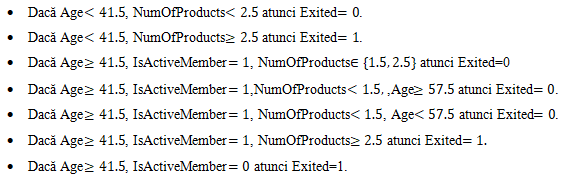 • Dacă Age< 41.5, NumOfProducts< 2.5 atunci Exited= 0.
• Dacă Age< 41.5, NumOfProducts≥ 2.5 atunci Exited= 1.
• Dacă Age≥ 41.5, IsActiveMember= 1, NumOfProducts∈ {1.5, 2.5} atunci Exited=0
• Dacă Age≥ 41.5, IsActiveMember= 1,NumOfProducts< 1.5, ,Age≥ 57.5 atunci Exited= 0.
• Dacă Age≥ 41.5, IsActiveMember= 1, NumOfProducts< 1.5, Age< 57.5 atunci Exited= 0.
• Dacă Age≥ 41.5, IsActiveMember= 1, NumOfProducts≥ 2.5 atunci Exited= 1.
• Dacă Age≥ 41.5, IsActiveMember= 0 atunci Exited=1.